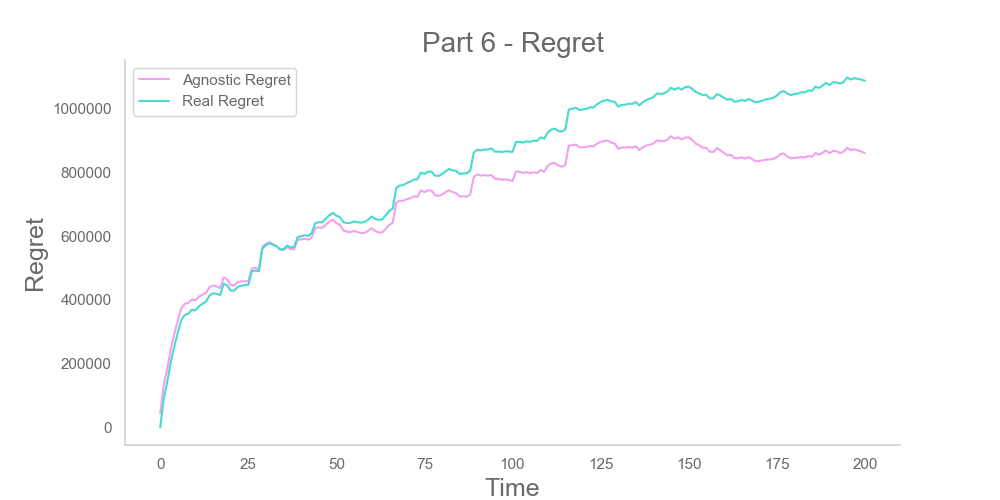 Part 6 - Regret
Agnostic Regret
Real Regret
1000000
800000
600000
400000
200000
0
Regret
0 25 50 75 100 125 150 175 200
Time